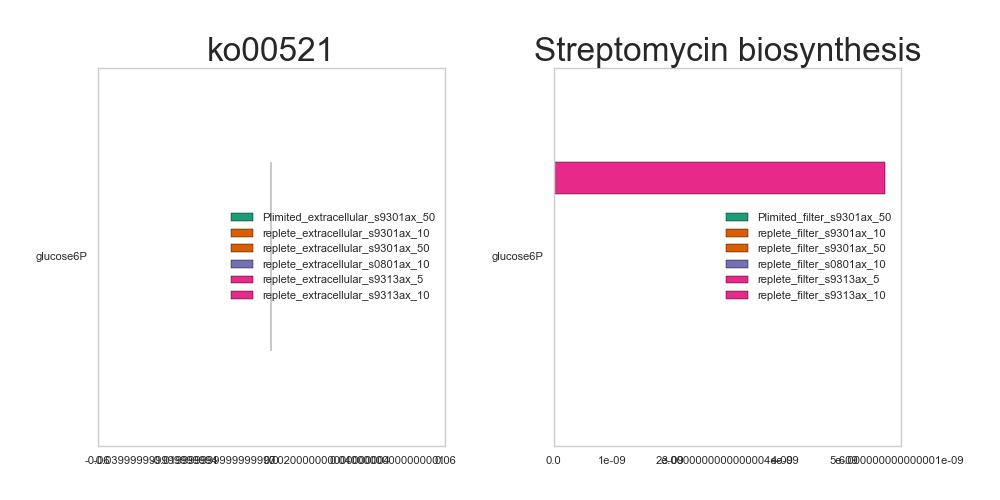 ko00521
Streptomycin biosynthesis
Plimited_extracellular_s9301ax_50
replete_extracellular_s9301ax_10
replete_extracellular_s9301ax_50
replete_extracellular_s0801ax_10
replete_extracellular_s9313ax_5
replete_extracellular_s9313ax_10
glucose6P
Plimited_filter_s9301ax_50
replete_filter_s9301ax_10
replete_filter_s9301ax_50
replete_filter_s0801ax_10
replete_filter_s9313ax_5
replete_filter_s9313ax_10
glucose6P
0.0 1e-09